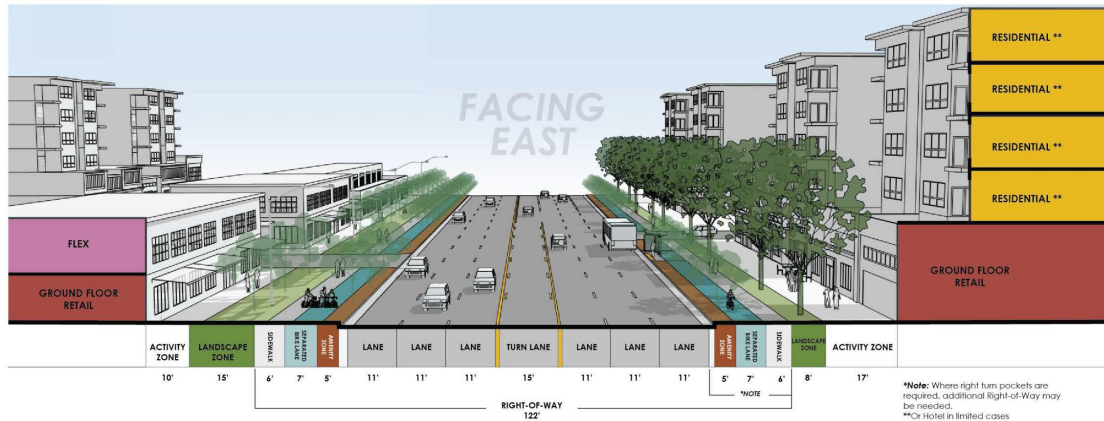 FACING
EAST
RESIDENTIAL **
RESIDENTIAL **
RESIDENTIAL **
RESIDENTIAL **
FLEX
GROUND FLOOR
RETAIL
GROUND FLOOR
RETAIL
ACTIVITY
ZONE
LANDSCAPE
ZONE
SIDEWALK
SEPARATED
BIKE LANE
AMENITY
ZONE
LANE
LANE
LANE
TURN LANE
LANE
LANE
LANE
AMENITY
ZONE
SEPARATED
BIKE LANE
SIDEWALK
LANDSCAPE
ZONE
ACTIVITY ZONE
10'
15'
6'
7'
5'
11'
11'
11'
15'
11'
11'
11'
5'
7'
6'
8'
17'
*NOTE
RIGHT-OF-WAY
122'
*Note: Where right turn pockets are
required, additional Right-of-Way may
be needed.
**Or Hotel in limited cases